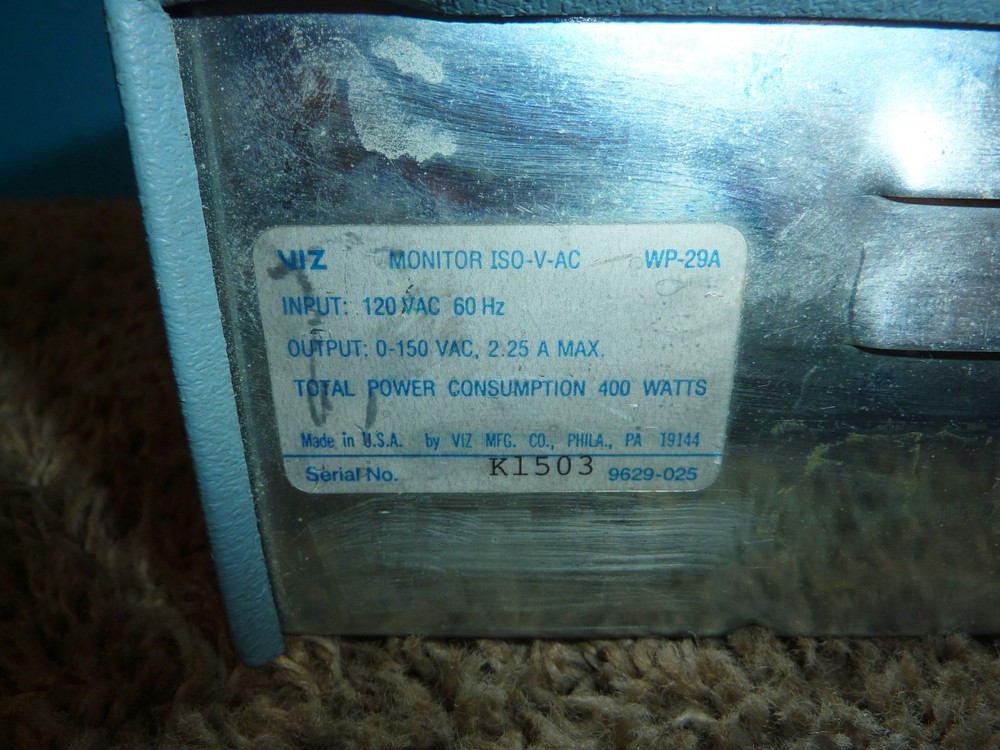 VIZ MONITOR ISO-V-AC WP-29A
INPUT: 120 VAC 60 Hz
OUTPUT: 0-150 VAC, 2.25 A MAX.
TOTAL POWER CONSUMPTION 400 WATTS
Made in U.S.A. by VIZ MFG. CO., PHILA., PA 19144
Serial No. K1503 9629-025